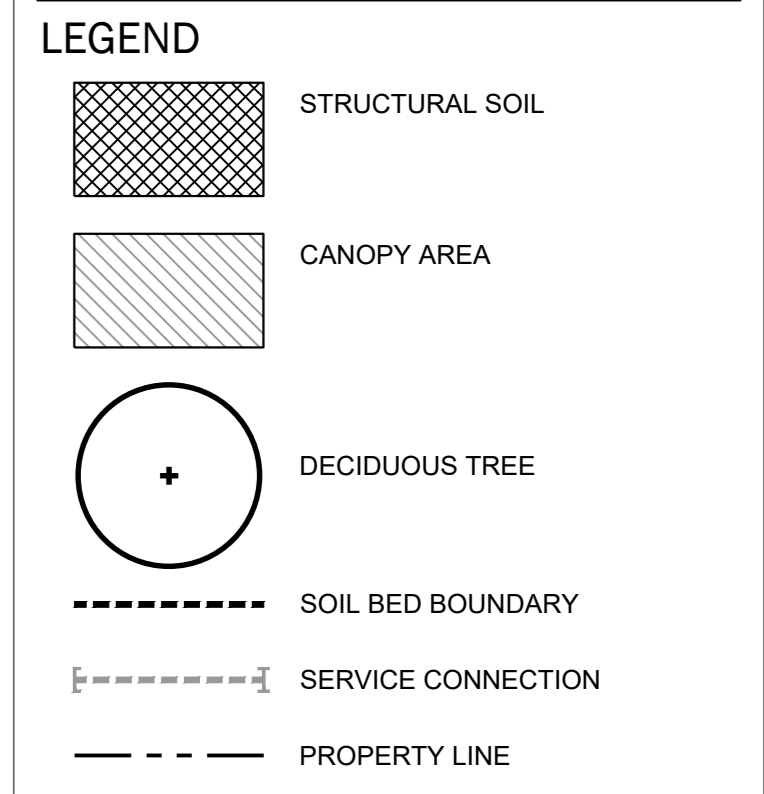 LEGEND
STRUCTURAL SOIL
CANOPY AREA
DECIDUOUS TREE
SOIL BED BOUNDARY
SERVICE CONNECTION
PROPERTY LINE